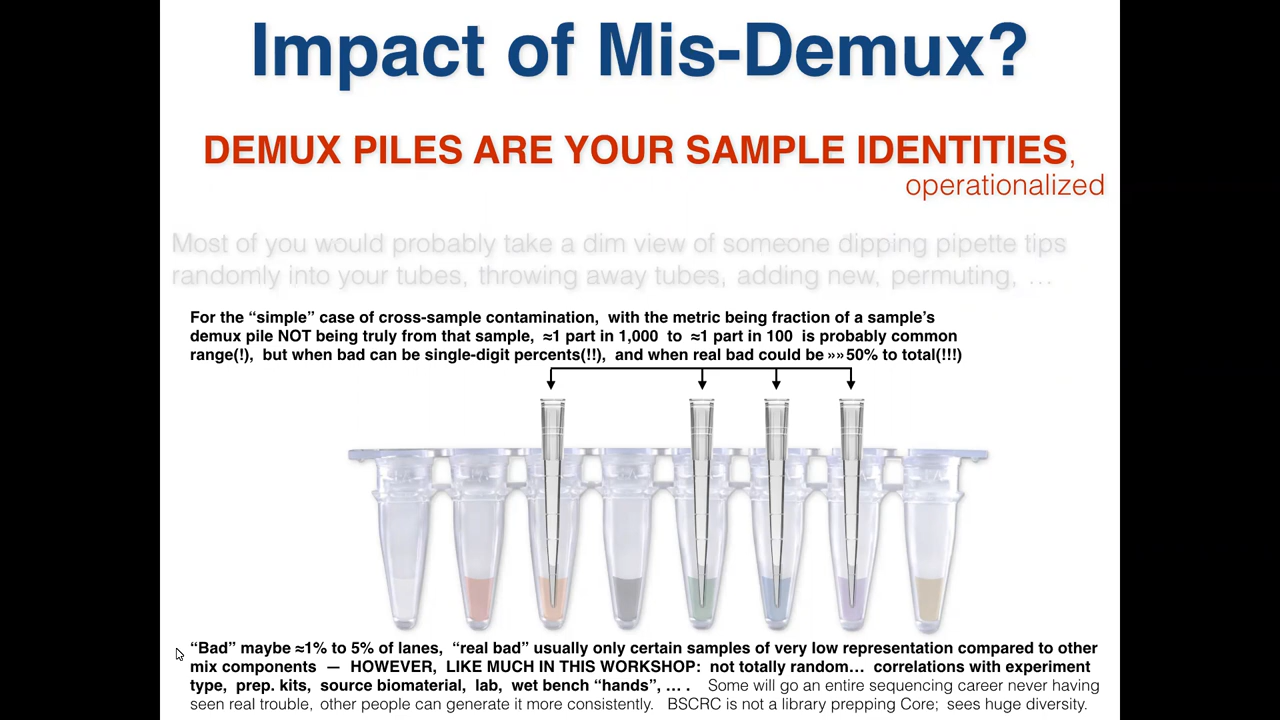 Impact of Mis-Demux?
DEMUX PILES ARE YOUR SAMPLE IDENTITIES,
operationalized
Most of you would probably take a dim view of someone dipping pipette tips
randomly into your tubes, throwing away tubes, adding new, permuting, …
For the “simple” case of cross-sample contamination, with the metric being fraction of a sample’s
demux pile NOT being truly from that sample, ≈1 part in 1,000 to ≈1 part in 100 is probably common
range(!), but when bad can be single-digit percents(!!), and when real bad could be »»50% to total(!!!)
“Bad” maybe ≈1% to 5% of lanes, “real bad” usually only certain samples of very low representation compared to other
mix components — HOWEVER, LIKE MUCH IN THIS WORKSHOP: not totally random… correlations with experiment
type, prep. kits, source biomaterial, lab, wet bench “hands”, … . Some will go an entire sequencing career never having
seen real trouble, other people can generate it more consistently. BSCRC is not a library prepping Core; sees huge diversity.